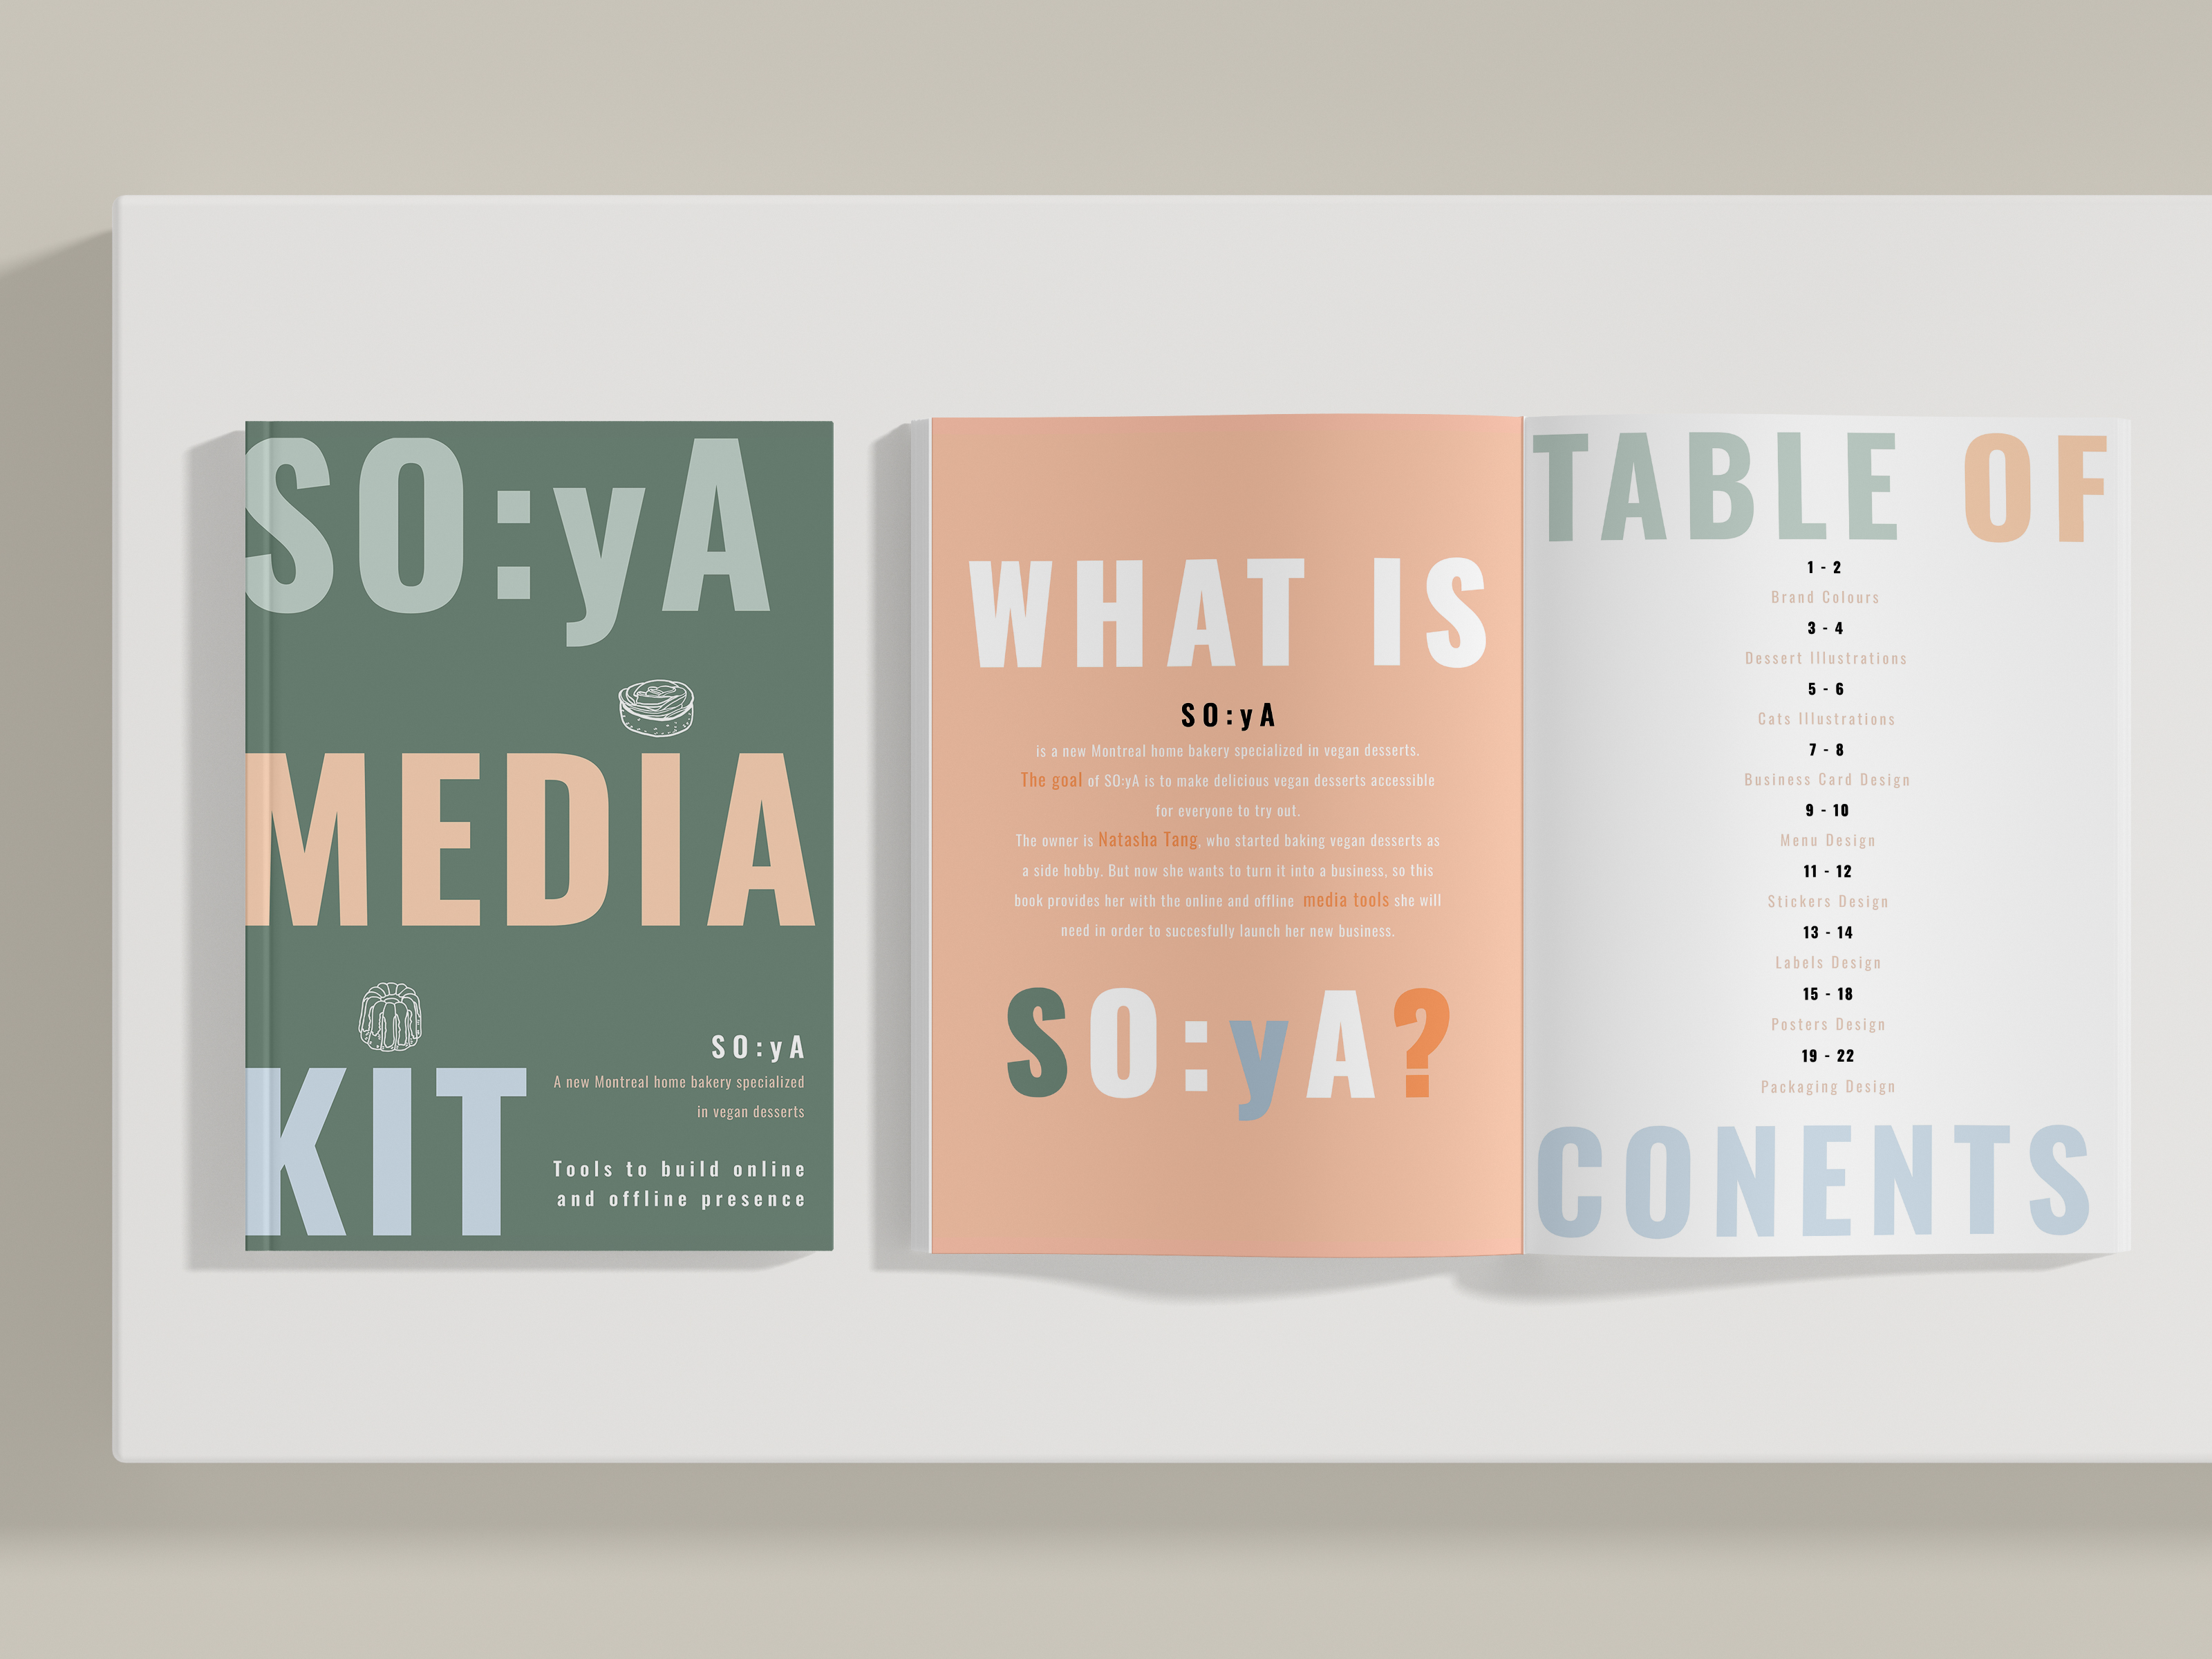 SO:yA
MEDIA
KIT
SO:yA
A new Montreal home bakery specialized
in vegan desserts
Tools to build online
and offline presence
WHAT IS
SO:yA
is a new Montreal home bakery specialized in vegan desserts.
The goal of SO:yA is to make delicious vegan desserts accessible
for everyone to try out.
The owner is Natasha Tang, who started baking vegan desserts as
a side hobby. But now she wants to turn it into a business, so this
book provides her with the online and offline media tools she will
need in order to succesfully launch her new business.
SO:yA?
TABLE OF
1 - 2
Brand Colours
3 - 4
Dessert Illustrations
5 - 6
Cats Illustrations
7 - 8
Business Card Design
9 - 10
Menu Design
11 - 12
Stickers Design
13 - 14
Labels Design
15 - 18
Posters Design
19 - 22
Packaging Design
CONENTS